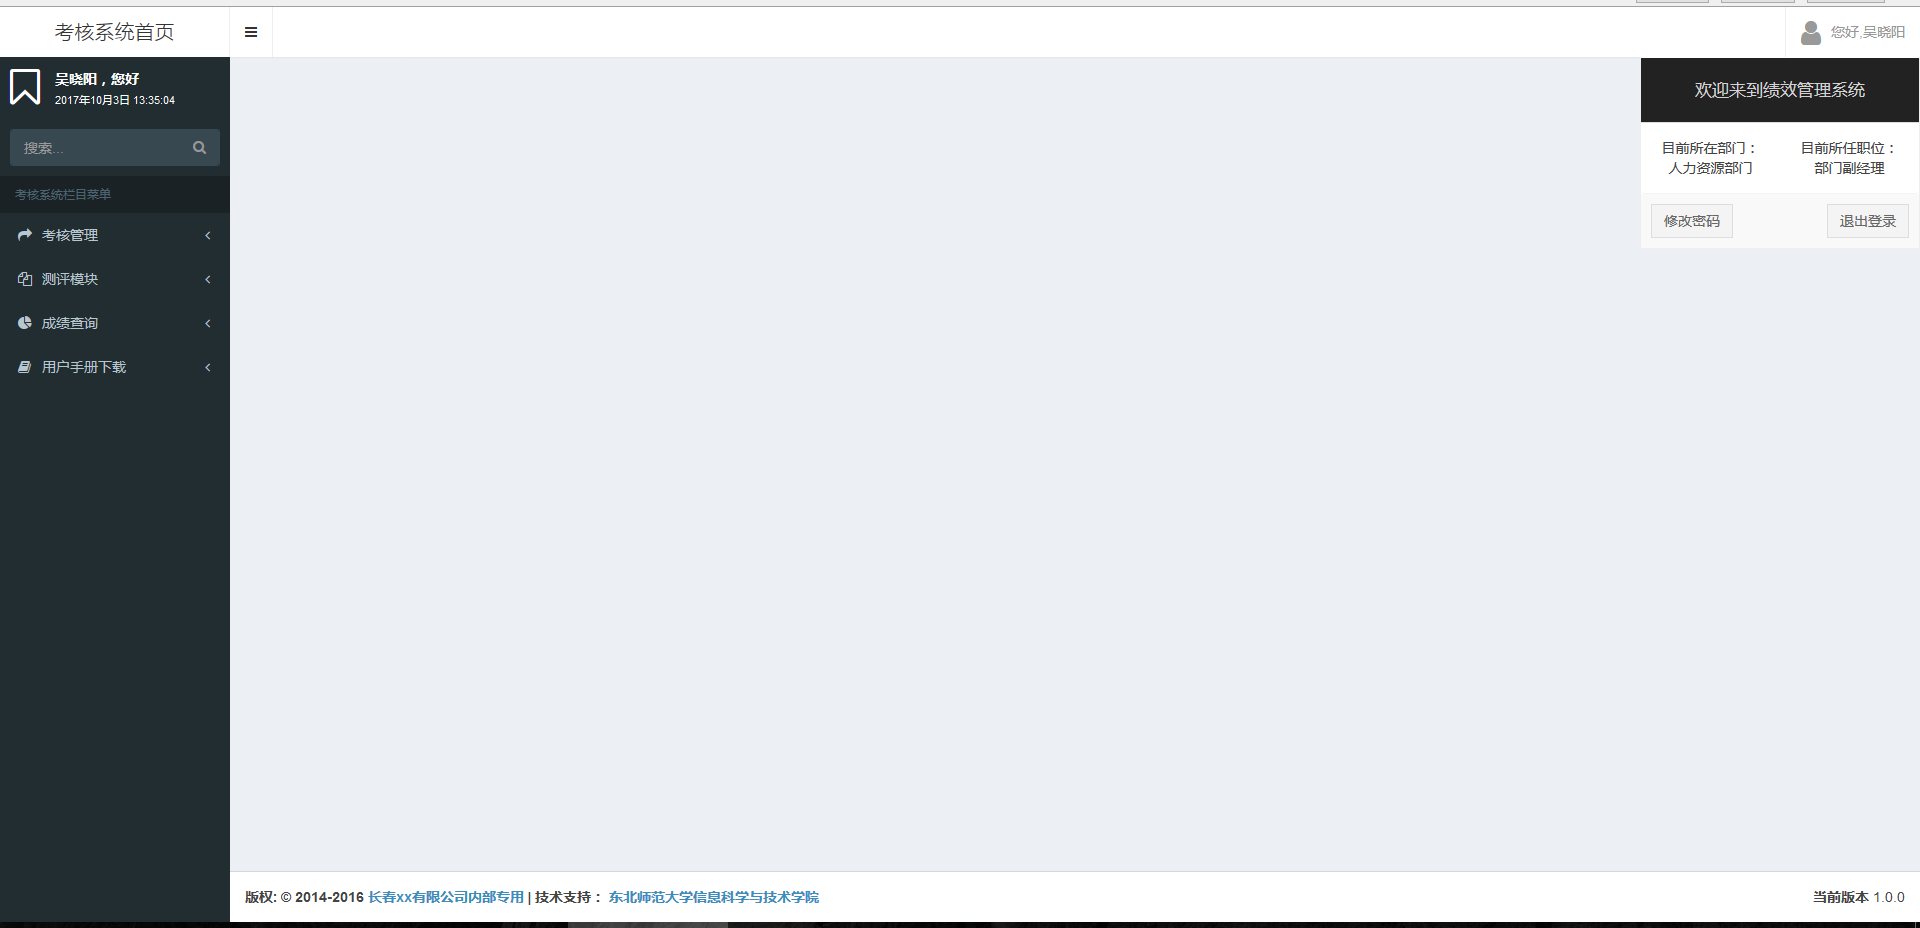 考核系统首页
您好,吴晓阳
吴晓阳，您好
2017年10月3日 13:35:04
搜索...
考核系统栏目菜单
考核管理
测评模块
成绩查询
用户手册下载
欢迎来到绩效管理系统
目前所在部门：
人力资源部门
目前所任职位：
部门副经理
修改密码
退出登录
版权: © 2014-2016 长春xx有限公司内部专用 | 技术支持： 东北师范大学信息科学与技术学院
当前版本 1.0.0